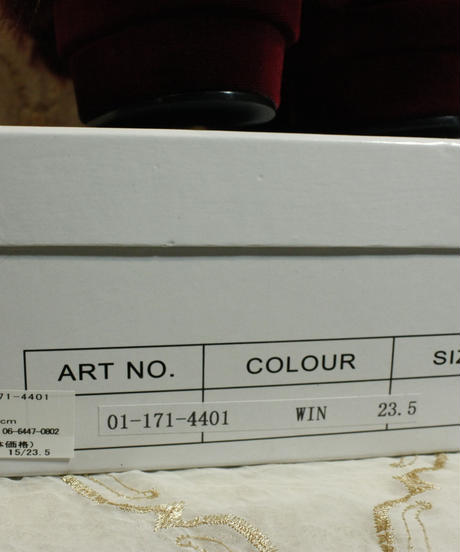 ART NO. COLOUR SIZ
01-171-4401 WIN 23.5
71-4401
cm
06-6447-0802
体価格)
15/23.5